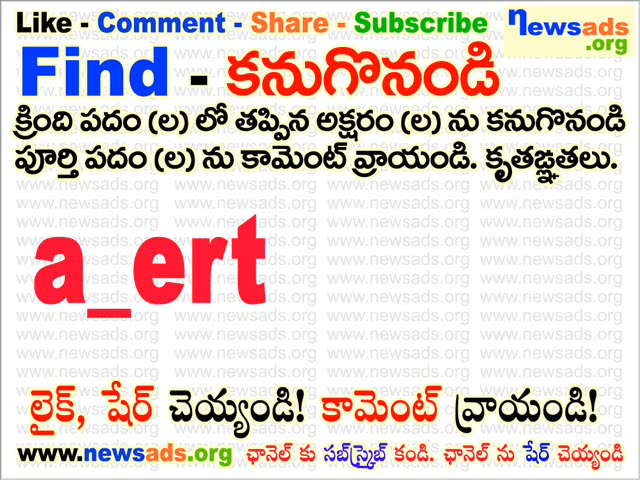 Like - Comment - Share - Subscribe
newsads
.org
Find - కనుగొనండి
క్రింది పదం (ల) లో తప్పిన అక్షరం (ల) ను కనుగొనండి
పూర్తి పదం (ల) ను కామెంట్ వ్రాయండి. కృతజ్ఞతలు.
a_ert
లైక్, షేర్ చెయ్యండి! కామెంట్ వ్రాయండి!
www.newsads.org ఛానెల్ కు సబ్‌స్క్రైబ్ కండి. ఛానెల్ ను షేర్ చెయ్యండి